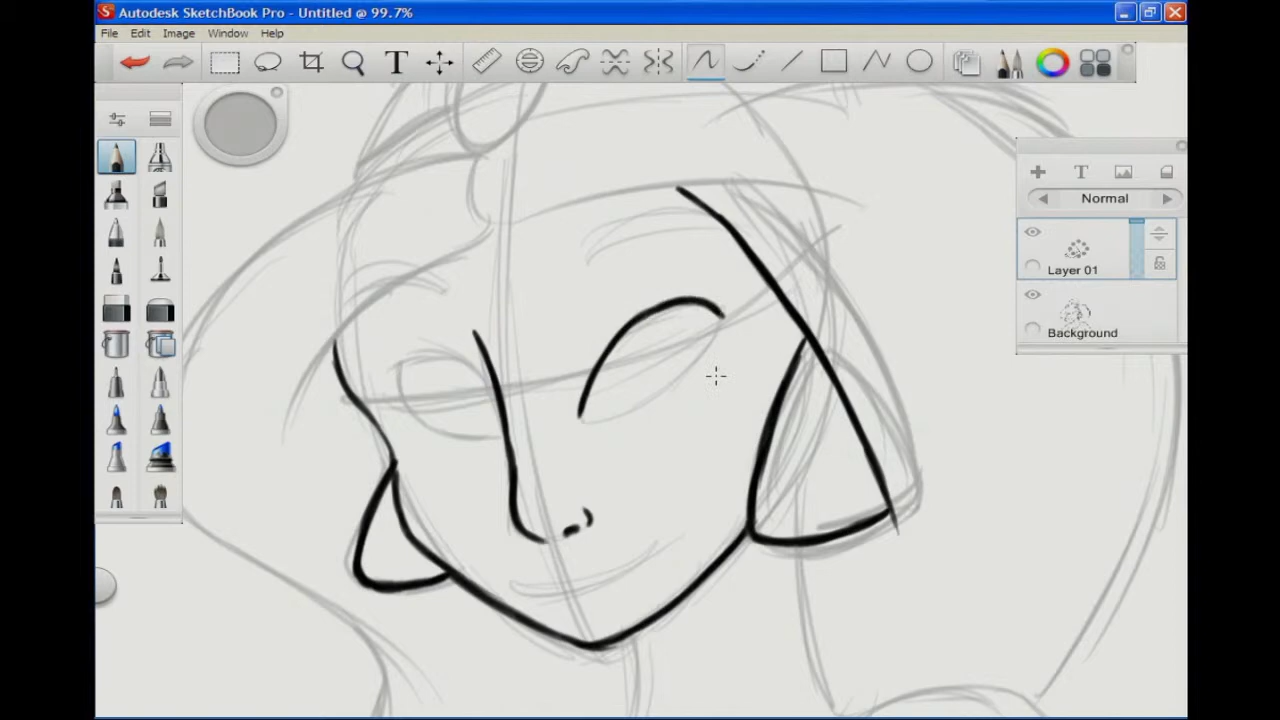 Autodesk SketchBook Pro - Untitled @ 99.7%
File Edit Image Window Help
T
T
Normal
Layer 01
Background